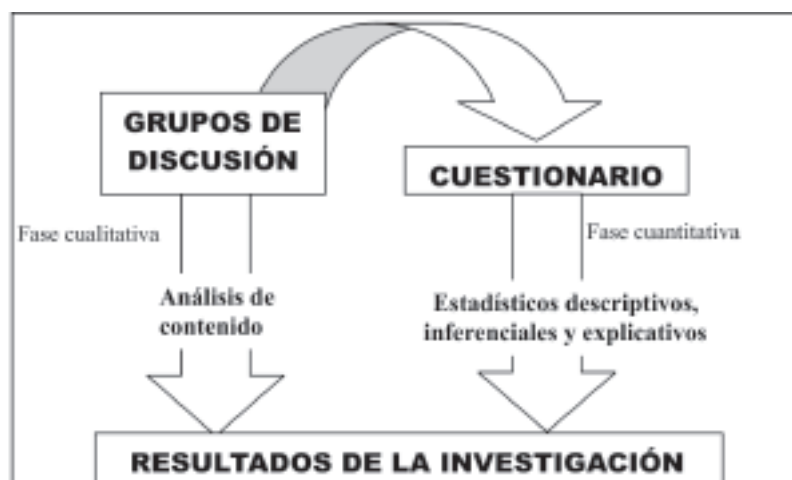 GRUPOS DE
DISCUSIÓN
CUESTIONARIO
Fase cualitativa
Fase cuantitativa
Análisis de
contenido
Estadísticos descriptivos,
inferenciales y explicativos
RESULTADOS DE LA INVESTIGACIÓN